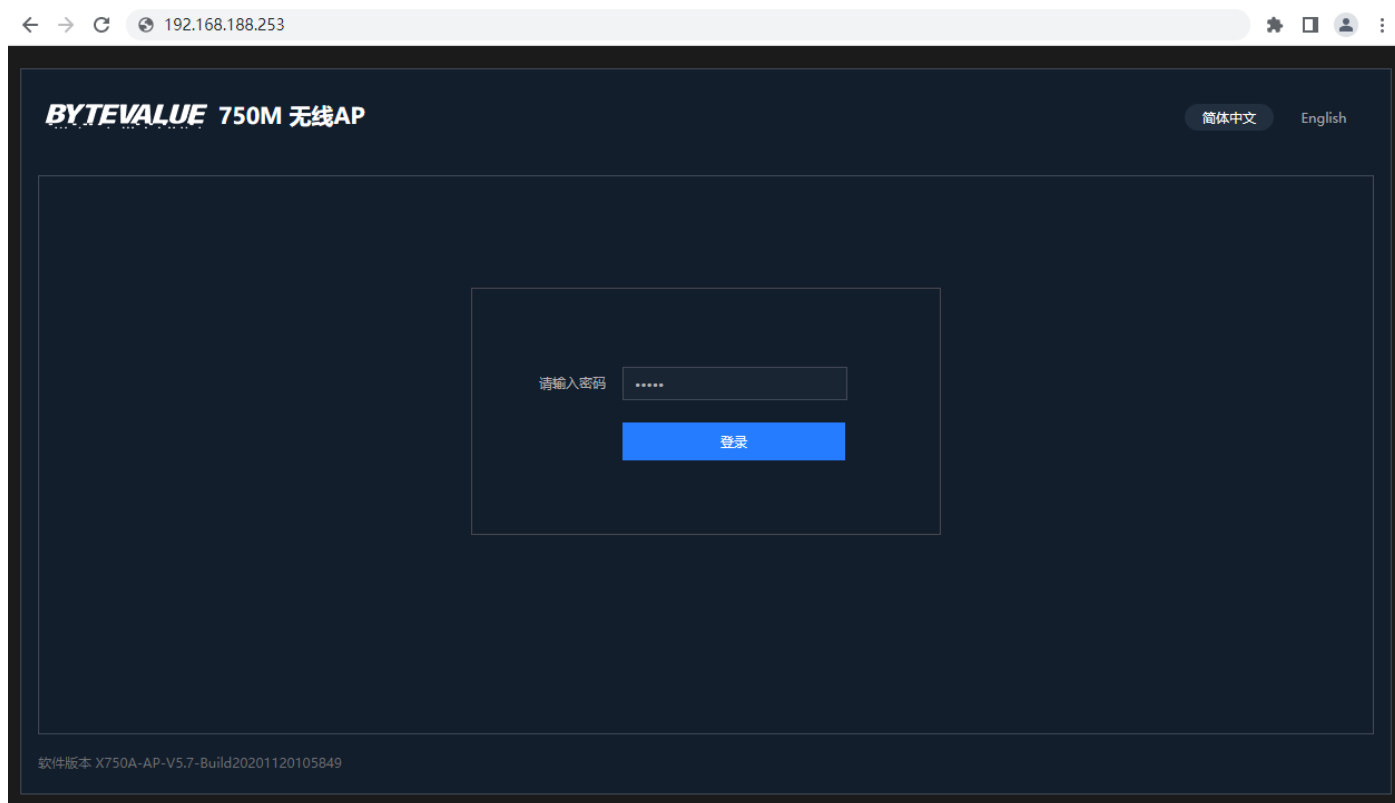 192.168.188.253
BYTEVALUE 750M 无线AP
简体中文 English
请输入密码 •••••
登录
软件版本 X750A-AP-V5.7-Build20201120105849